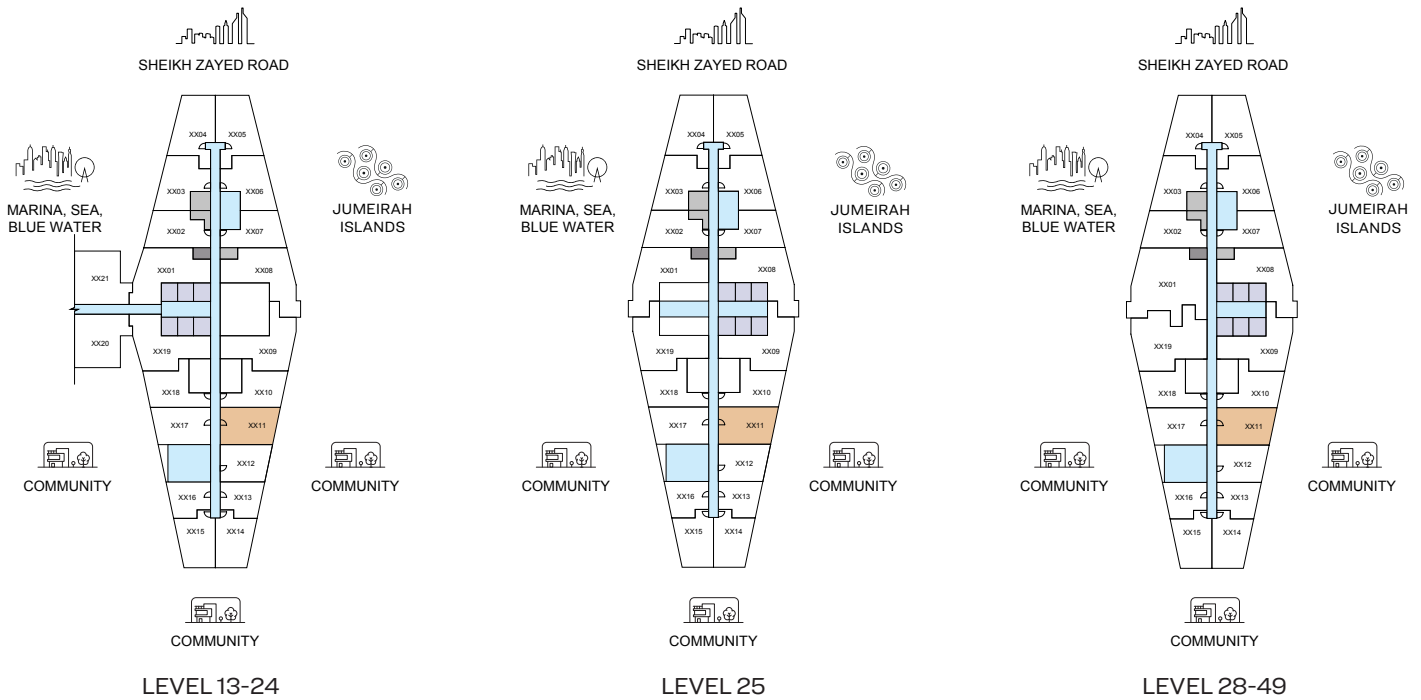 SHEIKH ZAYED ROAD
XX04
XX05
MARINA, SEA,
BLUE WATER
JUMEIRAH
ISLANDS
XX03
XX06
XX02
XX07
XX21
XX01
XX08
XX20
XX19
XX09
XX18
XX10
XX17
XX11
XX12
COMMUNITY
COMMUNITY
XX16
XX13
XX15
XX14
COMMUNITY
LEVEL 13-24
SHEIKH ZAYED ROAD
XX04
XX05
MARINA, SEA,
BLUE WATER
JUMEIRAH
ISLANDS
XX03
XX06
XX02
XX07
XX01
XX08
XX19
XX09
XX18
XX10
XX17
XX11
XX12
COMMUNITY
COMMUNITY
XX16
XX13
XX15
XX14
COMMUNITY
LEVEL 25
SHEIKH ZAYED ROAD
XX04
XX05
MARINA, SEA,
BLUE WATER
JUMEIRAH
ISLANDS
XX03
XX06
XX02
XX07
XX01
XX08
XX19
XX09
XX18
XX10
XX17
XX11
XX12
COMMUNITY
COMMUNITY
XX16
XX13
XX15
XX14
COMMUNITY
LEVEL 28-49